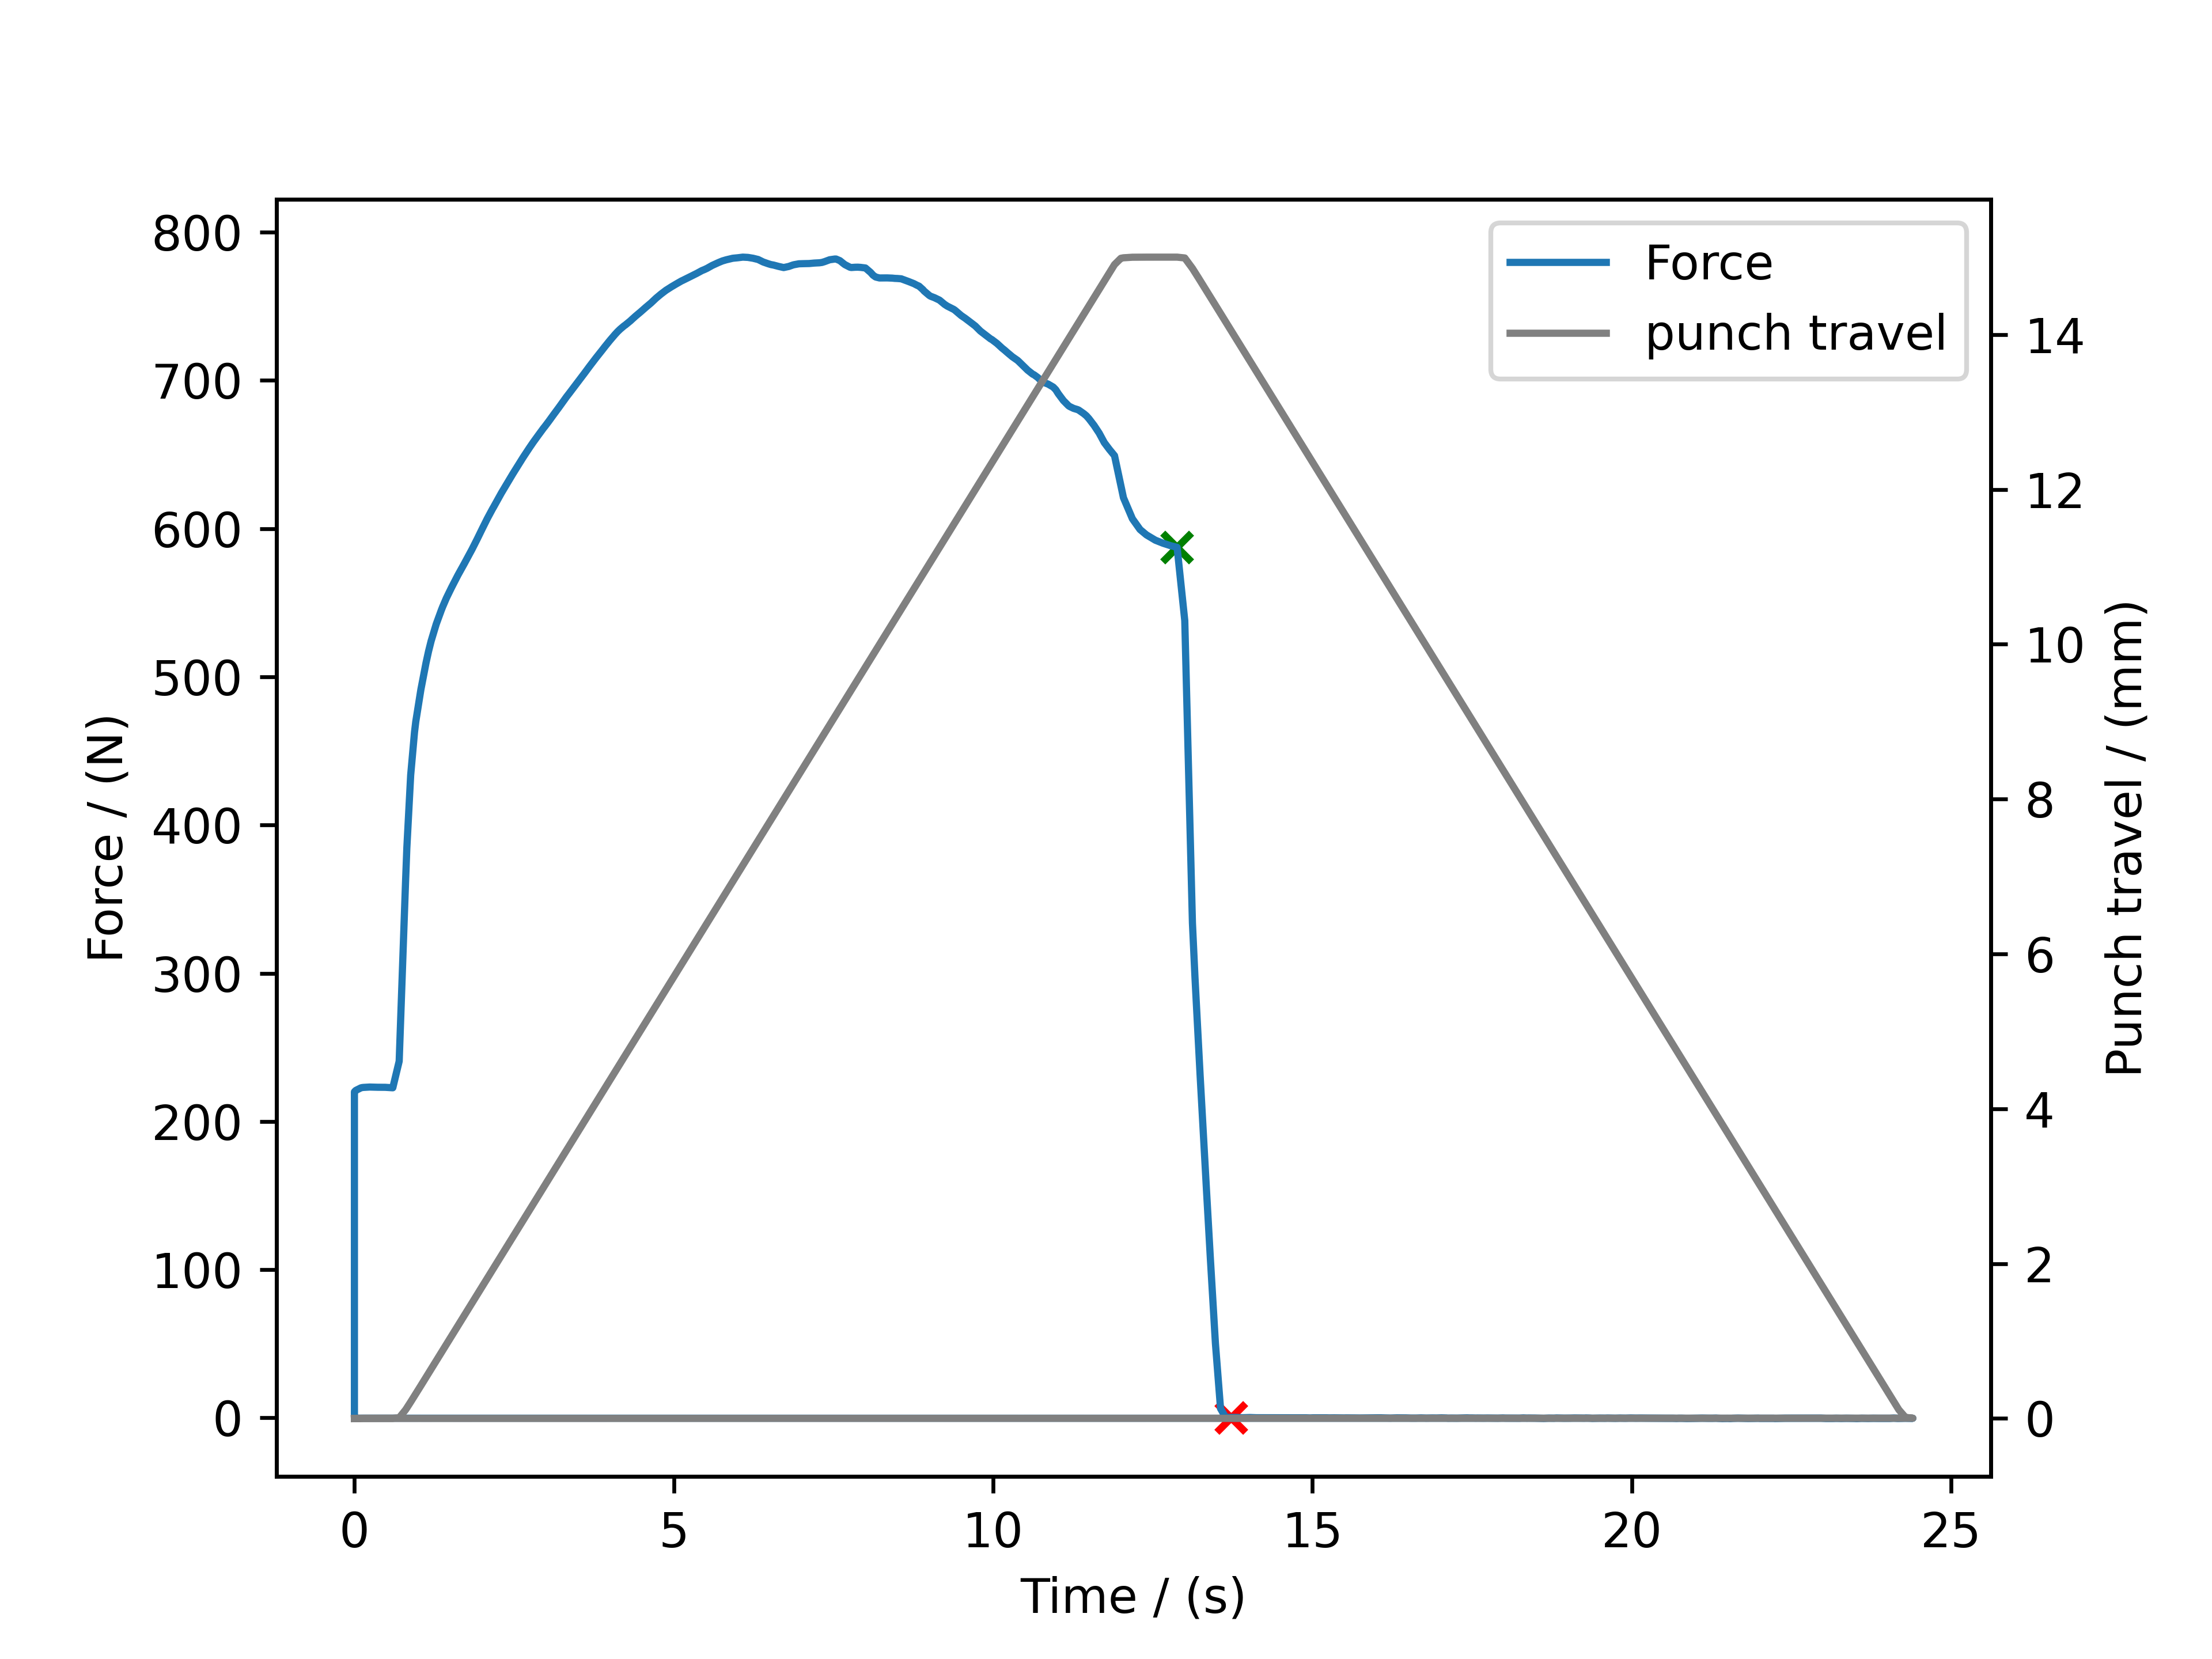 Force
punch travel
800
700
600
500
400
300
200
100
0
Force / (N)
14
12
10
8
6
4
2
0
Punch travel / (mm)
0 5 10 15 20 25
Time / (s)